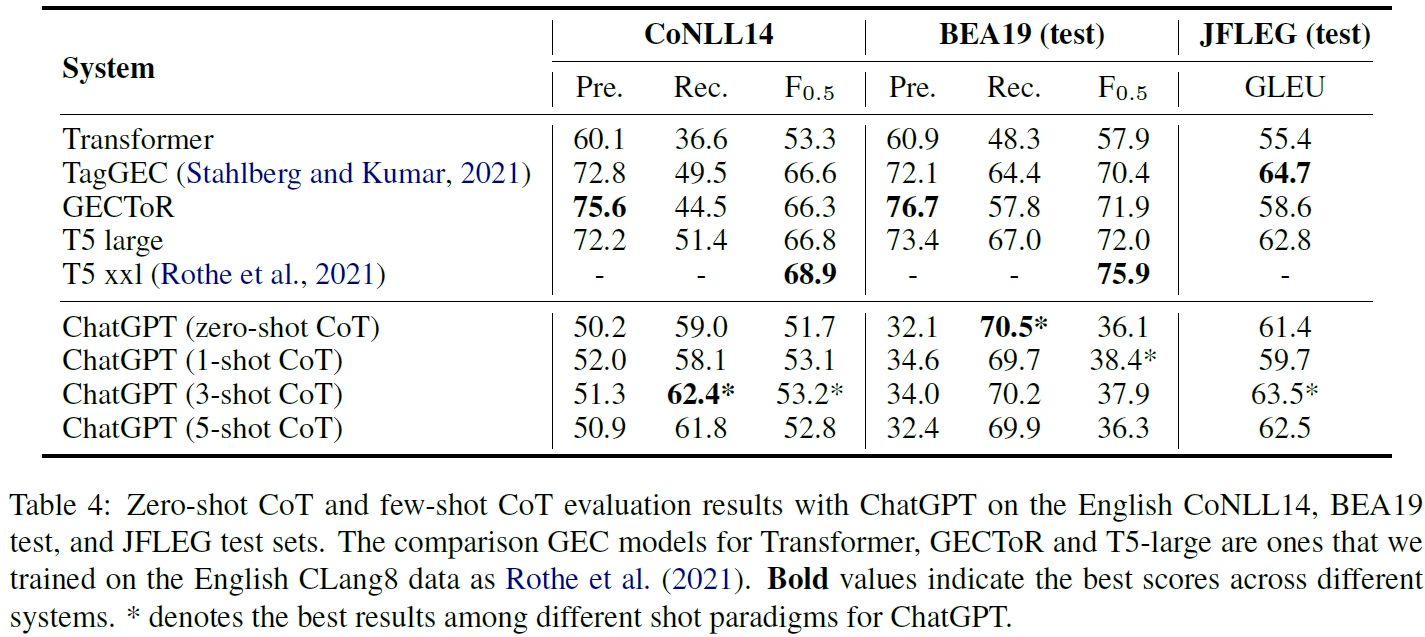 System CoNLL14 BEA19 (test) JFLEG (test)
Pre. Rec. F0.5 Pre. Rec. F0.5 GLEU
Transformer 60.1 36.6 53.3 60.9 48.3 57.9 55.4
TagGEC (Stahlberg and Kumar, 2021) 72.8 49.5 66.6 72.1 64.4 70.4 64.7
GECToR 75.6 44.5 66.3 76.7 57.8 71.9 58.6
T5 large 72.2 51.4 66.8 73.4 67.0 72.0 62.8
T5 xxl (Rothe et al., 2021) - - 68.9 - - 75.9 -
ChatGPT (zero-shot CoT) 50.2 59.0 51.7 32.1 70.5* 36.1 61.4
ChatGPT (1-shot CoT) 52.0 58.1 53.1 34.6 69.7 38.4* 59.7
ChatGPT (3-shot CoT) 51.3 62.4* 53.2* 34.0 70.2 37.9 63.5*
ChatGPT (5-shot CoT) 50.9 61.8 52.8 32.4 69.9 36.3 62.5
Table 4: Zero-shot CoT and few-shot CoT evaluation results with ChatGPT on the English CoNLL14, BEA19
test, and JFLEG test sets. The comparison GEC models for Transformer, GECToR and T5-large are ones that we
trained on the English CLang8 data as Rothe et al. (2021). Bold values indicate the best scores across different
systems. * denotes the best results among different shot paradigms for ChatGPT.